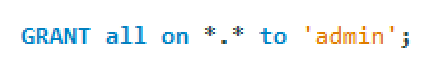 GRANT all on *.* to 'admin';